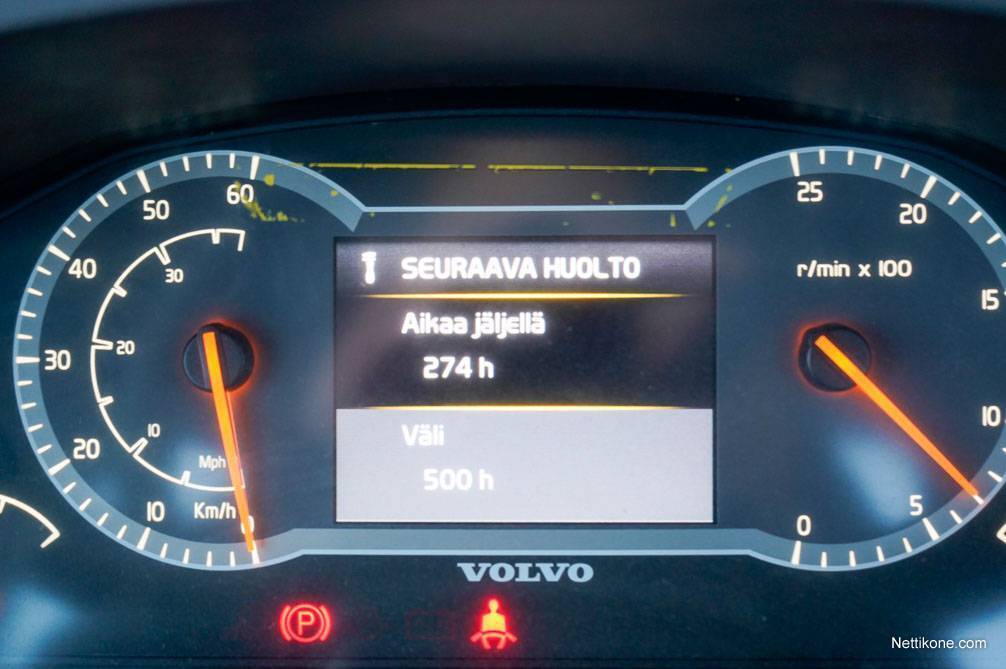 60
50
40
30
20
10
0
30
20
10
Mph
Km/h
SEURAAVA HUOLTO
Aikaa jäljellä
274 h
Väli
500 h
25
20
15
10
5
0
r/min x 100
VOLVO
P
Nettikone.com